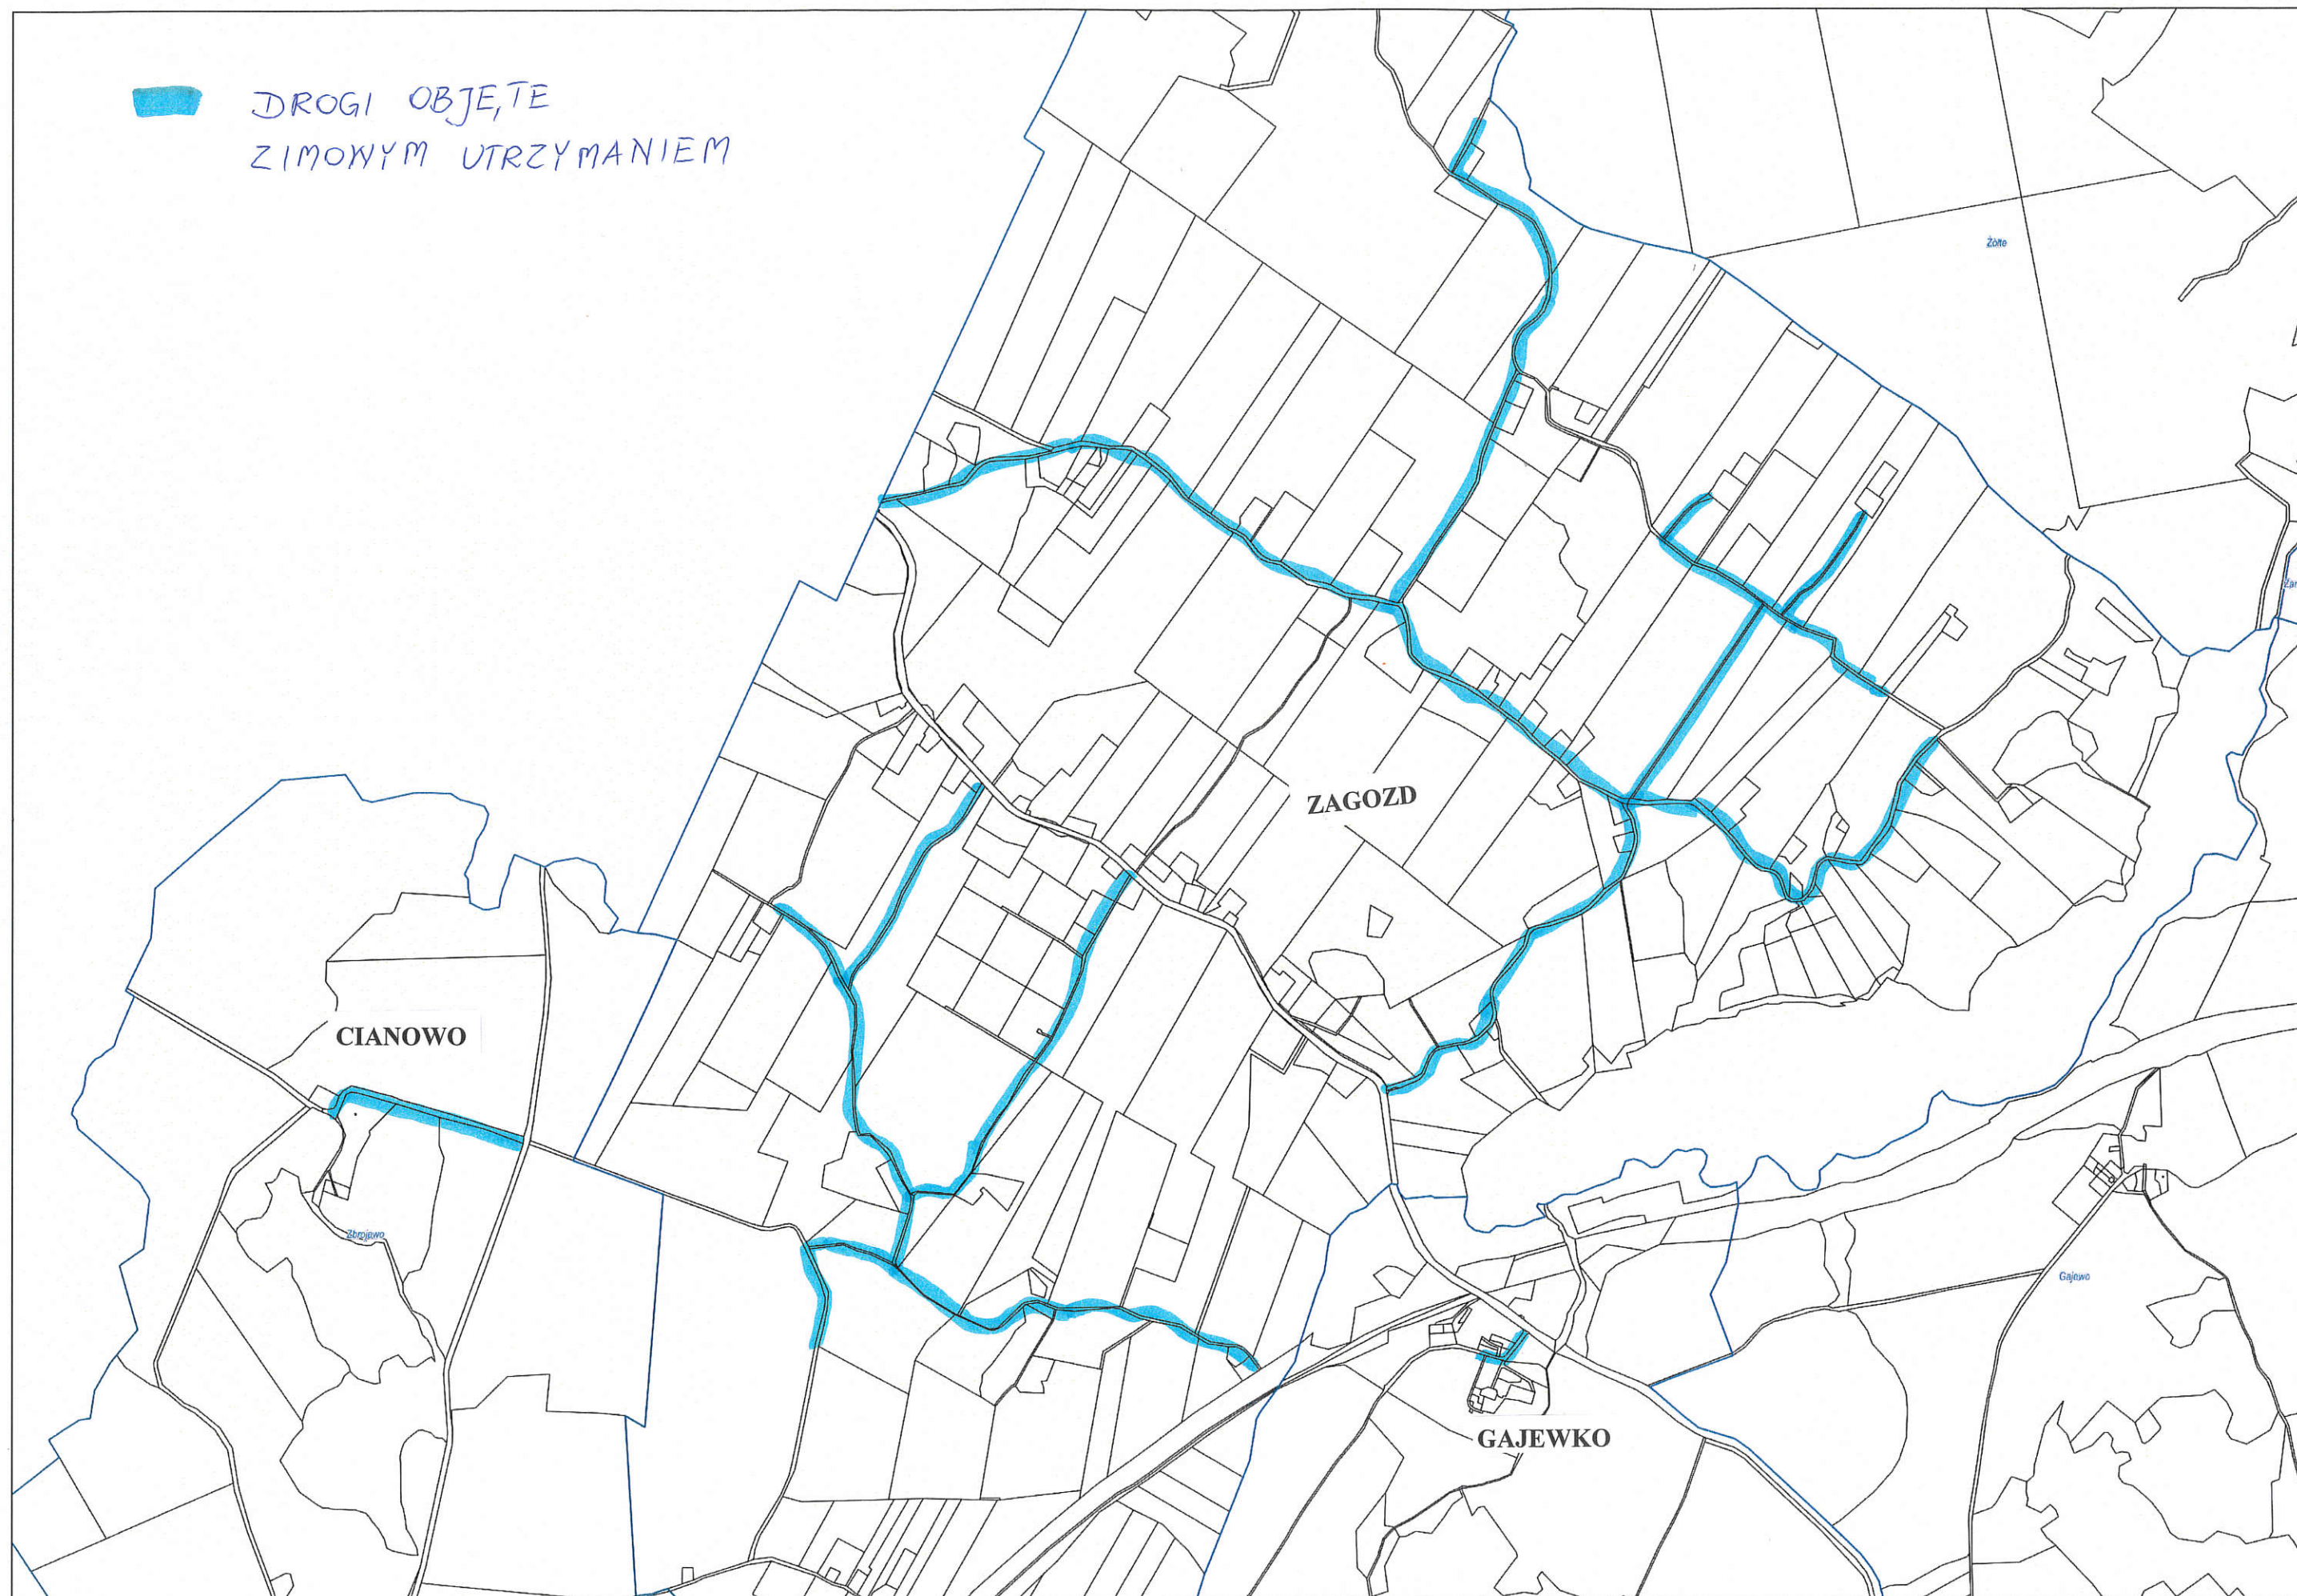 DROGI OBJĘTE
ZIMOWYM UTRZYMANIEM
Żółte
ZAGOZD
CIANOWO
Zbrojewo
Gajewo
GAJEWKO